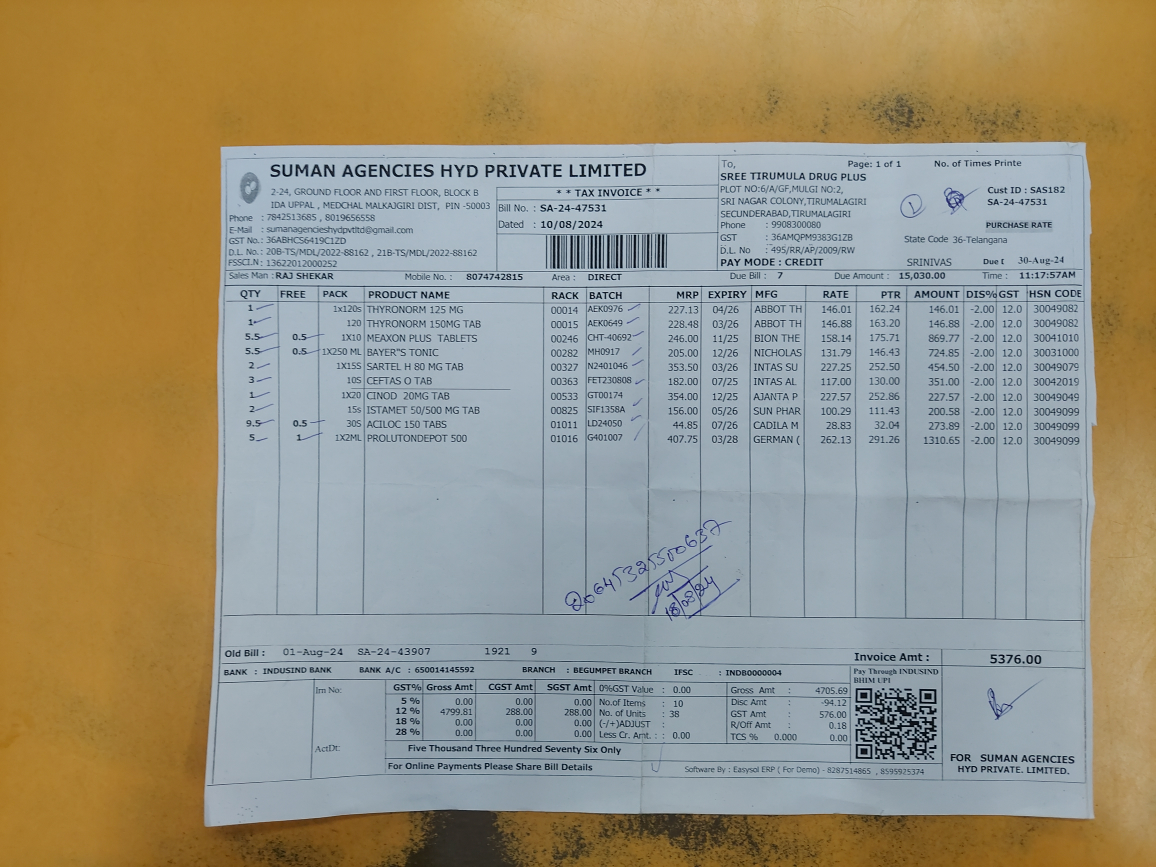 SUMAN AGENCIES HYD PRIVATE LIMITED
2-24, GROUND FLOOR AND FIRST FLOOR, BLOCK B
IDA UPPAL , MEDCHAL MALKAJGIRI DIST, PIN -50003
Phone : 7842513685 , 8019656558
E-Mail : sumanagencieshydpvtltd@gmail.com
GST No.: 36ABHCS6419C1ZD
D.L. No.: 20B-TS/MDL/2022-88162 , 21B-TS/MDL/2022-88162
FSSCI.N: 13622012000252
* * TAX INVOICE * *
Bill No. : SA-24-47531
Dated : 10/08/2024
To,
SREE TIRUMULA DRUG PLUS
PLOT NO:6/A/GF,MULGI NO:2,
SRI NAGAR COLONY,TIRUMALAGIRI
SECUNDERABAD,TIRUMALAGIRI
Phone : 9908300080
GST : 36AMQPM9383G1ZB
D.L. No : 495/RR/AP/2009/RW
PAY MODE : CREDIT
Page: 1 of 1 No. of Times Printe
1
Cust ID : SAS182
SA-24-47531
PURCHASE RATE
State Code 36-Telangana
SRINIVAS Due D 30-Aug-24
Sales Man : RAJ SHEKAR Mobile No. : 8074742815 Area : DIRECT Due Bill : 7 Due Amount : 15,030.00 Time : 11:17:57AM
QTY FREE PACK PRODUCT NAME RACK BATCH MRP EXPIRY MFG RATE PTR AMOUNT DIS% GST HSN CODE
1 1x120s THYRONORM 125 MG 00014 AEK0976 227.13 04/26 ABBOT TH 146.01 162.24 146.01 -2.00 12.0 30049082
1 120 THYRONORM 150MG TAB 00015 AEK0649 228.48 03/26 ABBOT TH 146.88 163.20 146.88 -2.00 12.0 30049082
5.5 0.5 1X10 MEAXON PLUS TABLETS 00246 CHT-40692 246.00 11/25 BION THE 158.14 175.71 869.77 -2.00 12.0 30041010
5.5 0.5 1X250 ML BAYER"S TONIC 00282 MH0917 205.00 12/26 NICHOLAS 131.79 146.43 724.85 -2.00 12.0 30031000
2 1X15S SARTEL H 80 MG TAB 00327 N2401046 353.50 03/26 INTAS SU 227.25 252.50 454.50 -2.00 12.0 30049079
3 10S CEFTAS O TAB 00363 FET230808 182.00 07/25 INTAS AL 117.00 130.00 351.00 -2.00 12.0 30042019
1 1X20 CINOD 20MG TAB 00533 GT00174 354.00 12/25 AJANTA P 227.57 252.86 227.57 -2.00 12.0 30049049
2 15s ISTAMET 50/500 MG TAB 00825 SIF1358A 156.00 05/26 SUN PHAR 100.29 111.43 200.58 -2.00 12.0 30049099
9.5 0.5 30S ACILOC 150 TABS 01011 LD24050 44.85 07/26 CADILA M 28.83 32.04 273.89 -2.00 12.0 30049099
5 1 1X2ML PROLUTONDEPOT 500 01016 G401007 407.75 03/28 GERMAN ( 262.13 291.26 1310.65 -2.00 12.0 30049099
20645325500637
18/08/24
Old Bill : 01-Aug-24 SA-24-43907 1921 9
Invoice Amt : 5376.00
BANK : INDUSIND BANK BANK A/C : 650014145592 BRANCH : BEGUMPET BRANCH IFSC : INDB0000004
Irn No:
ActDt:
GST% Gross Amt CGST Amt SGST Amt
5 % 0.00 0.00 0.00
12 % 4799.81 288.00 288.00
18 % 0.00 0.00 0.00
28 % 0.00 0.00 0.00
0%GST Value : 0.00
No.of Items : 10
No. of Units : 38
(-/+)ADJUST :
Less Cr. Amt. : : 0.00
Gross Amt : 4705.69
Disc Amt : -94.12
GST Amt : 576.00
R/Off Amt : 0.18
TCS % 0.000 0.00
Pay Through INDUSIND
BHIM UPI
Five Thousand Three Hundred Seventy Six Only
For Online Payments Please Share Bill Details
Software By : Easysol ERP ( For Demo) - 8287514865 , 8595925374
FOR SUMAN AGENCIES
HYD PRIVATE. LIMITED.